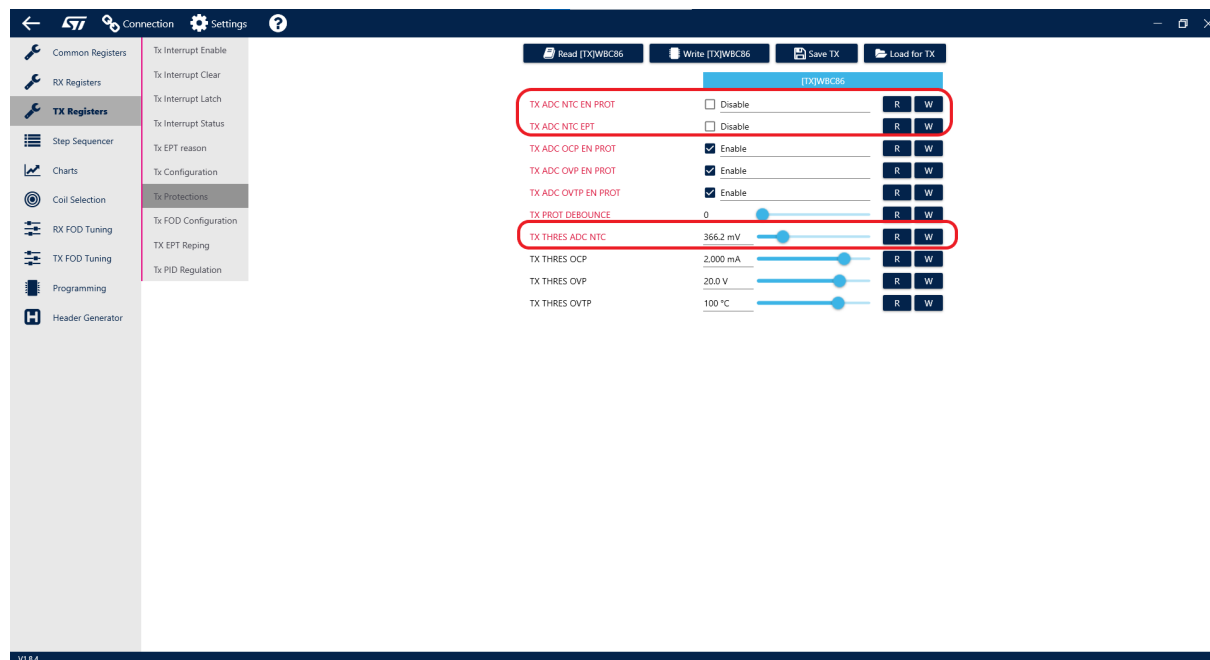 Connection Settings ?
Common Registers
RX Registers
TX Registers
Step Sequencer
Charts
Coil Selection
RX FOD Tuning
TX FOD Tuning
Programming
H Header Generator
Tx Interrupt Enable
Tx Interrupt Clear
Tx Interrupt Latch
Tx Interrupt Status
Tx EPT reason
Tx Configuration
Tx Protections
Tx FOD Configuration
TX EPT Reping
Tx PID Regulation
Read [TX]WBC86 Write [TX]WBC86 Save TX Load for TX
[TX]WBC86
TX ADC NTC EN PROT Disable R W
TX ADC NTC EPT Disable R W
TX ADC OCP EN PROT Enable R W
TX ADC OVP EN PROT Enable R W
TX ADC OVTP EN PROT Enable R W
TX PROT DEBOUNCE 0 R W
TX THRES ADC NTC 366.2 mV R W
TX THRES OCP 2,000 mA R W
TX THRES OVP 20.0 V R W
TX THRES OVTP 100 °C R W